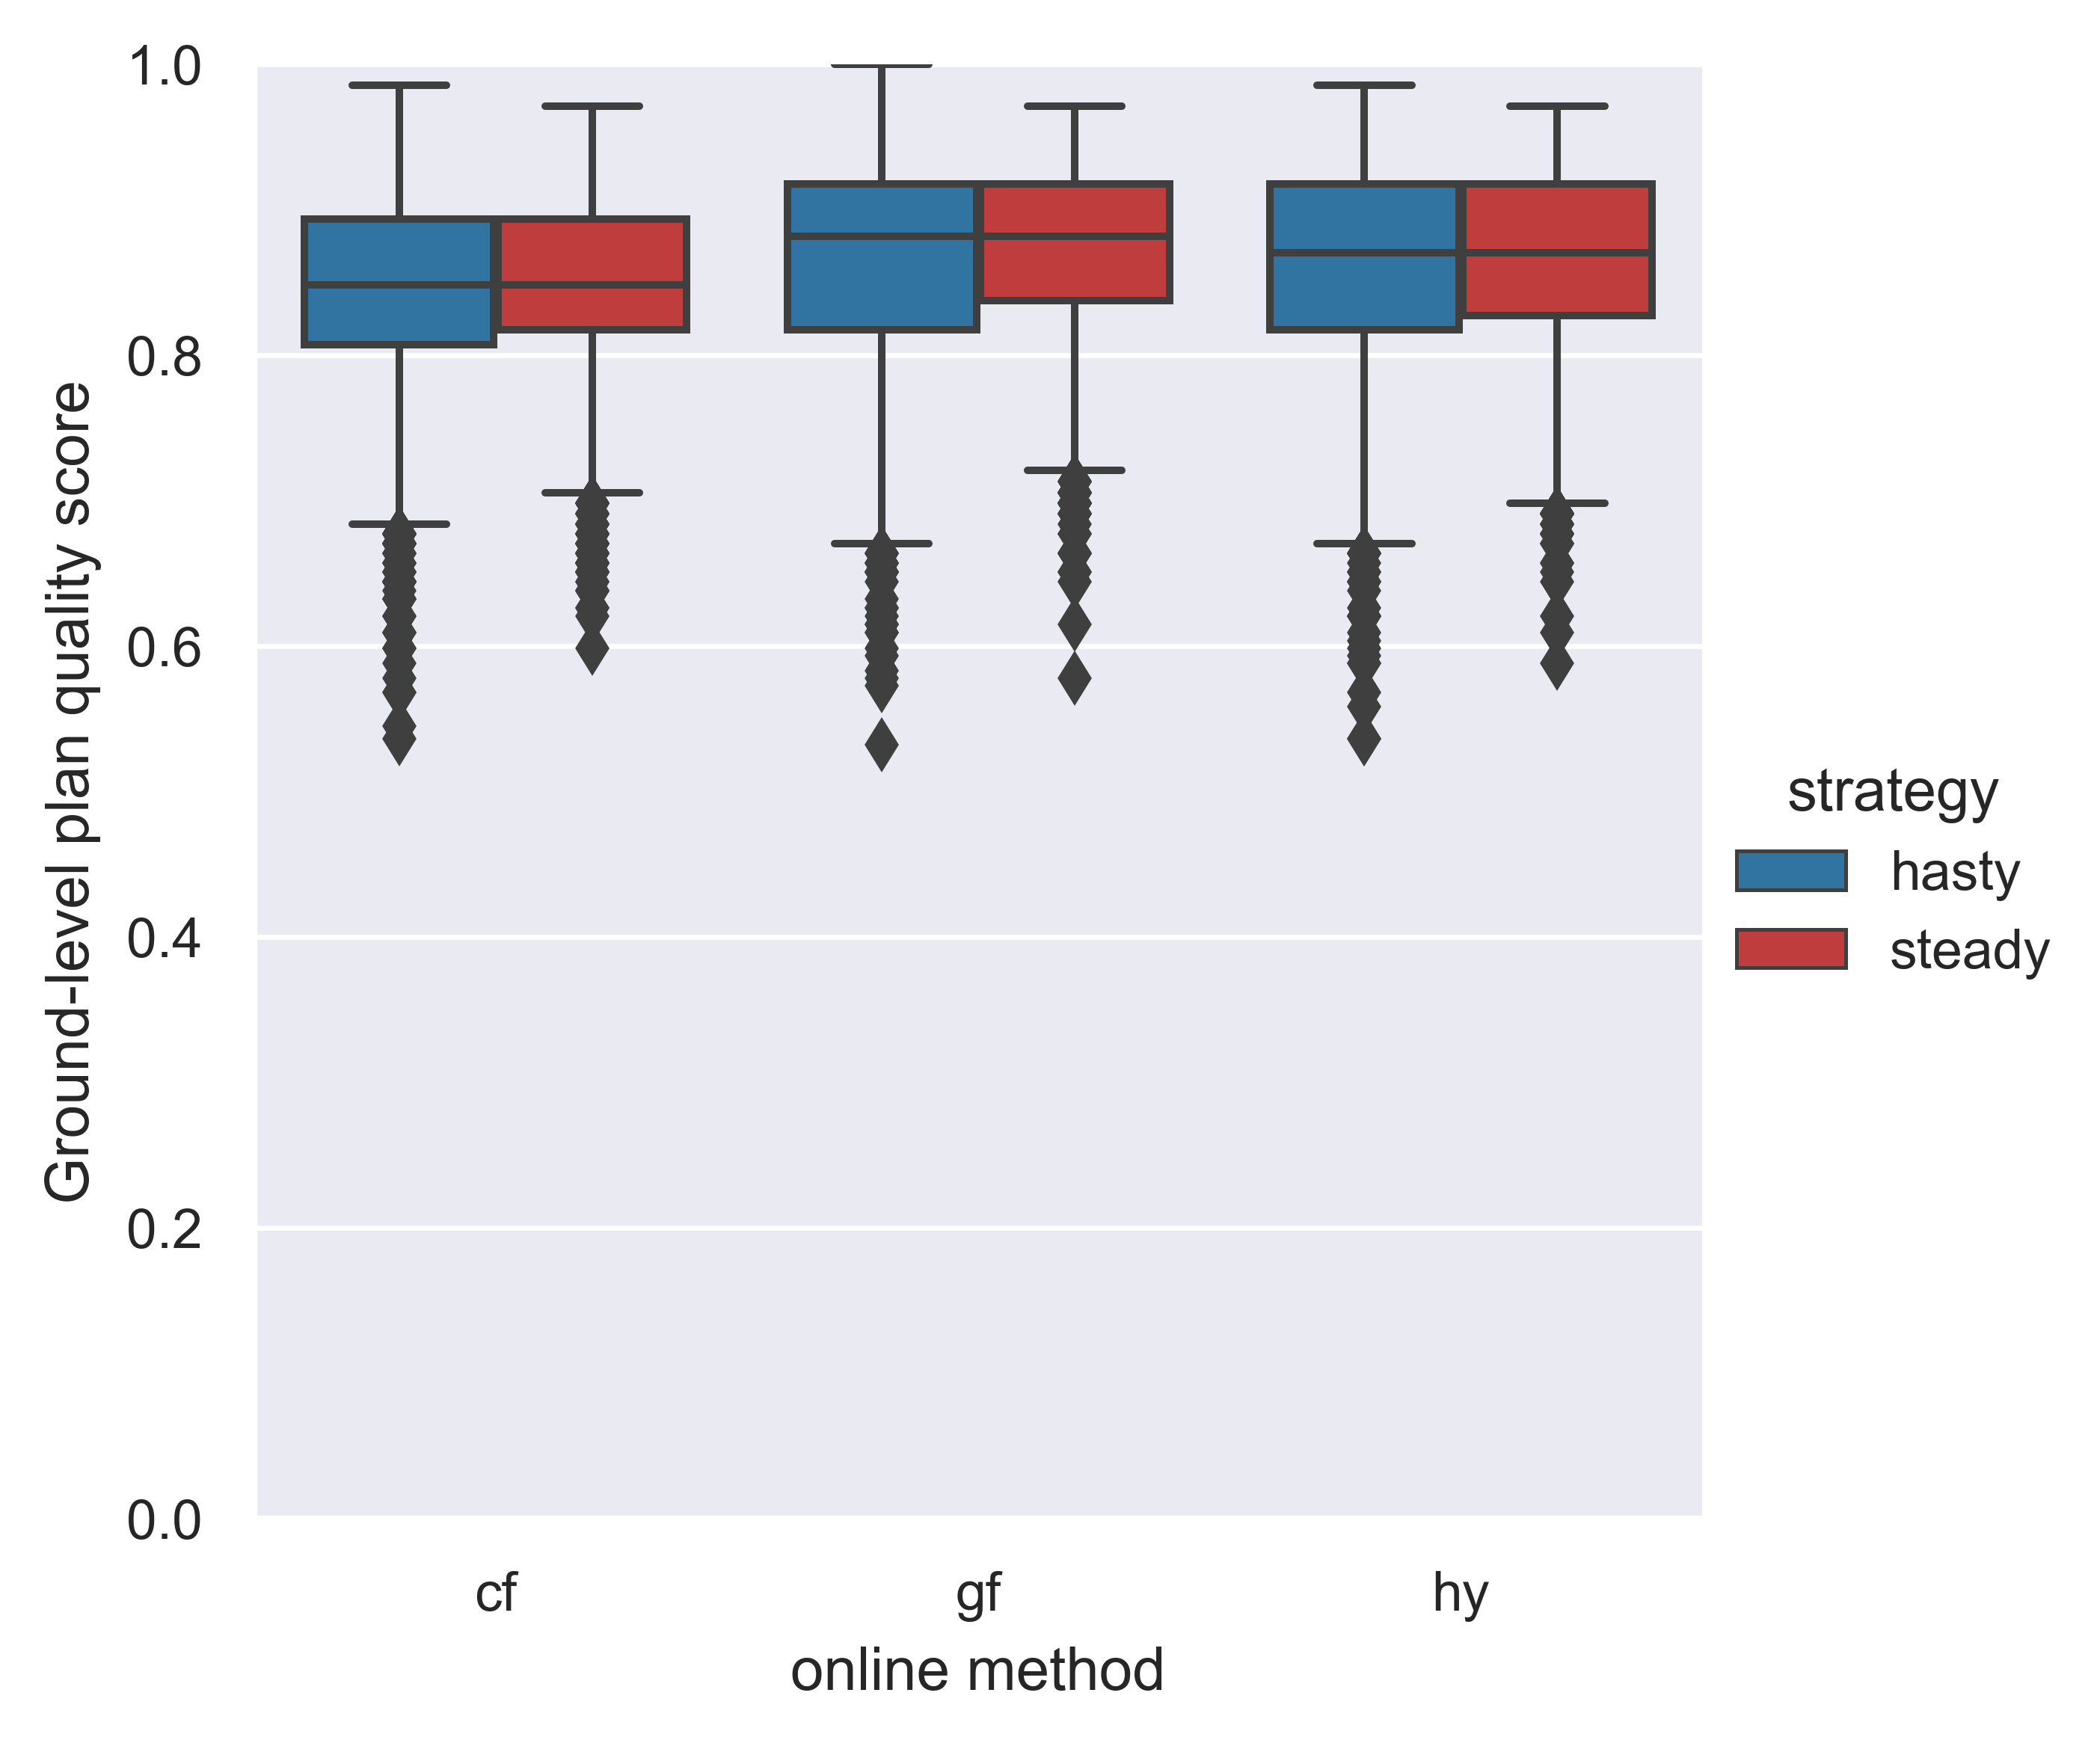 Ground-level plan quality score
1.0
0.8
0.6
0.4
0.2
0.0
cf
gf
hy
online method
strategy
hasty
steady